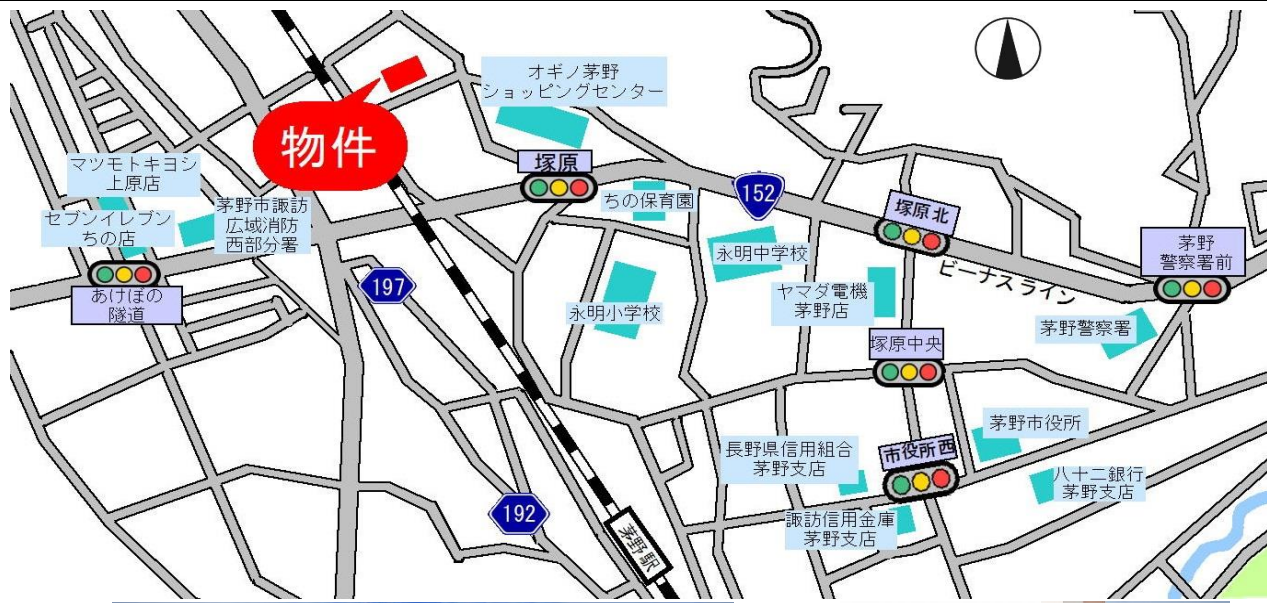 オギノ茅野
ショッピングセンター
物件
塚原
マツモトキヨシ
上原店
セブンイレブン
ちの店
茅野市諏訪
広域消防
西部分署
ちの保育園
152
塚原北
永明中学校
茅野
警察署前
あけぼの
隧道
197
永明小学校
ヤマダ電機
茅野店
ビーナスライン
茅野警察署
塚原中央
茅野市役所
長野県信用組合
茅野支店
市役所西
八十二銀行
茅野支店
192
諏訪信用金庫
茅野支店
茅野駅